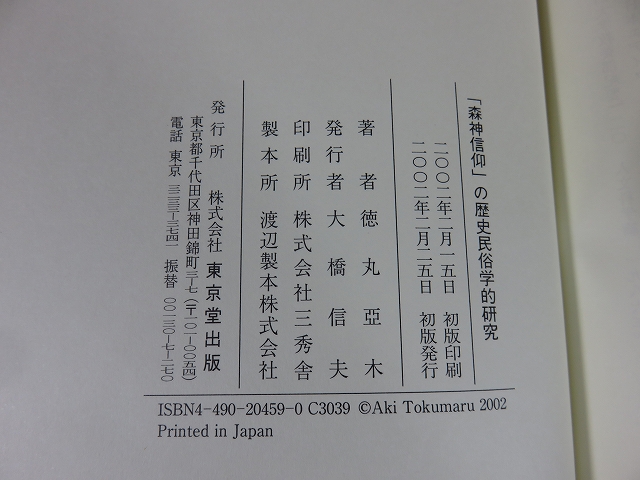 「森神信仰」の歴史民俗学的研究
二〇〇二年二月一五日 初版印刷
二〇〇二年二月二五日 初版発行
著者 徳丸亞木
発行者 大橋信夫
印刷所 株式会社三秀舎
製本所 渡辺製本株式会社
発行所 株式会社 東京堂出版
東京都千代田区神田錦町三-七(〒一〇一-〇〇五四)
電話 東京 三二三三-三七四一 振替 〇〇一三〇-七-二七〇
ISBN4-490-20459-0 C3039 ©Aki Tokumaru 2002
Printed in Japan